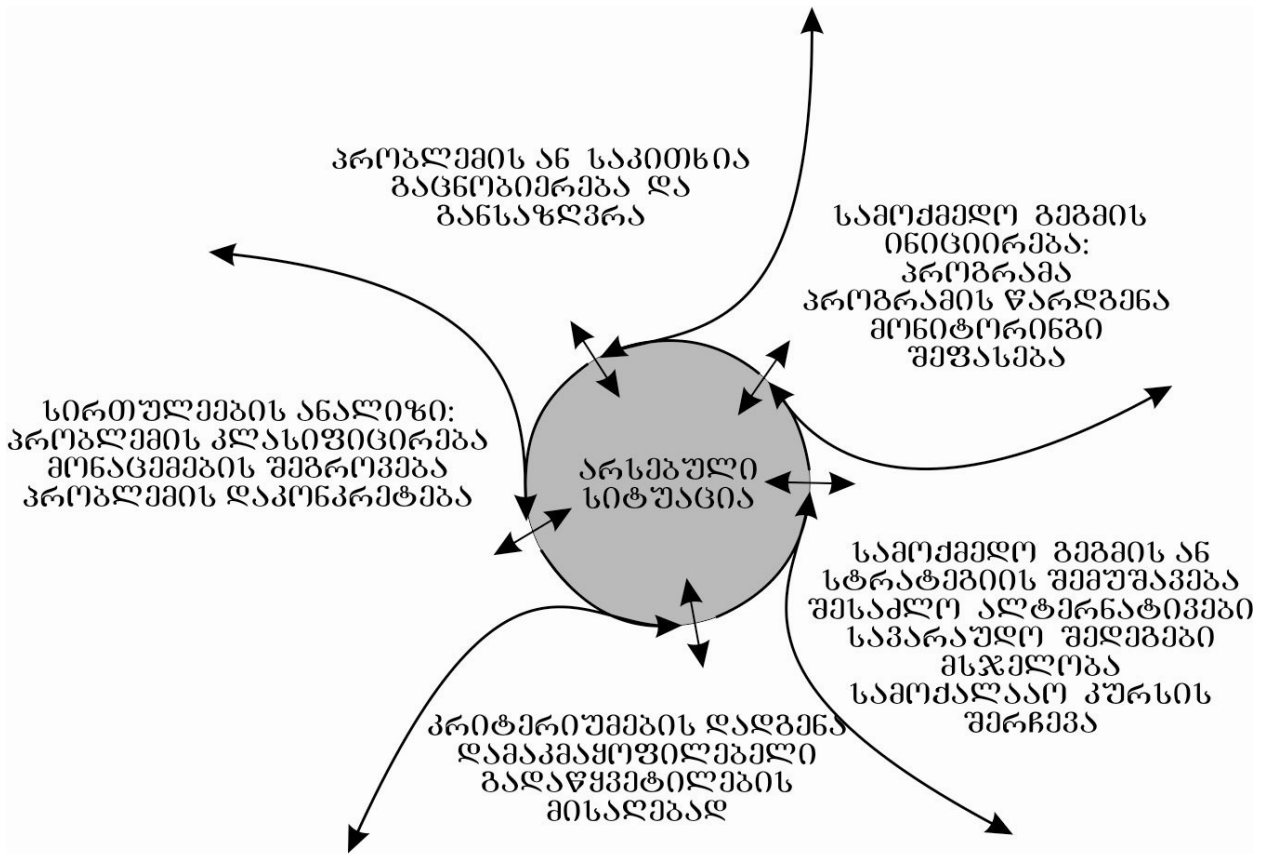 პრობლემის ან საკითხია
გაცნობიერება და
განსაზღვრა
სამოქმედო გეგმის
ინიციირება:
პროგრამა
პროგრამის წარდგენა
მონიტორინგი
შეფასება
სირთულეების ანალიზი:
პრობლემის კლასიფიცირება
მონაცემების შეგროვება
პრობლემის დაკონკრეტება
არსებული
სიტუაცია
სამოქმედო გეგმის ან
სტრატეგიის შემუშავება
შესაძლო ალტერნატივები
სავარაუდო შედეგები
მსჯელობა
სამოქალააო კურსის
შერჩევა
კრიტერიუმების დადგენა
დამაკმაყოფილებელი
გადაწყვეტილების
მისაღებად